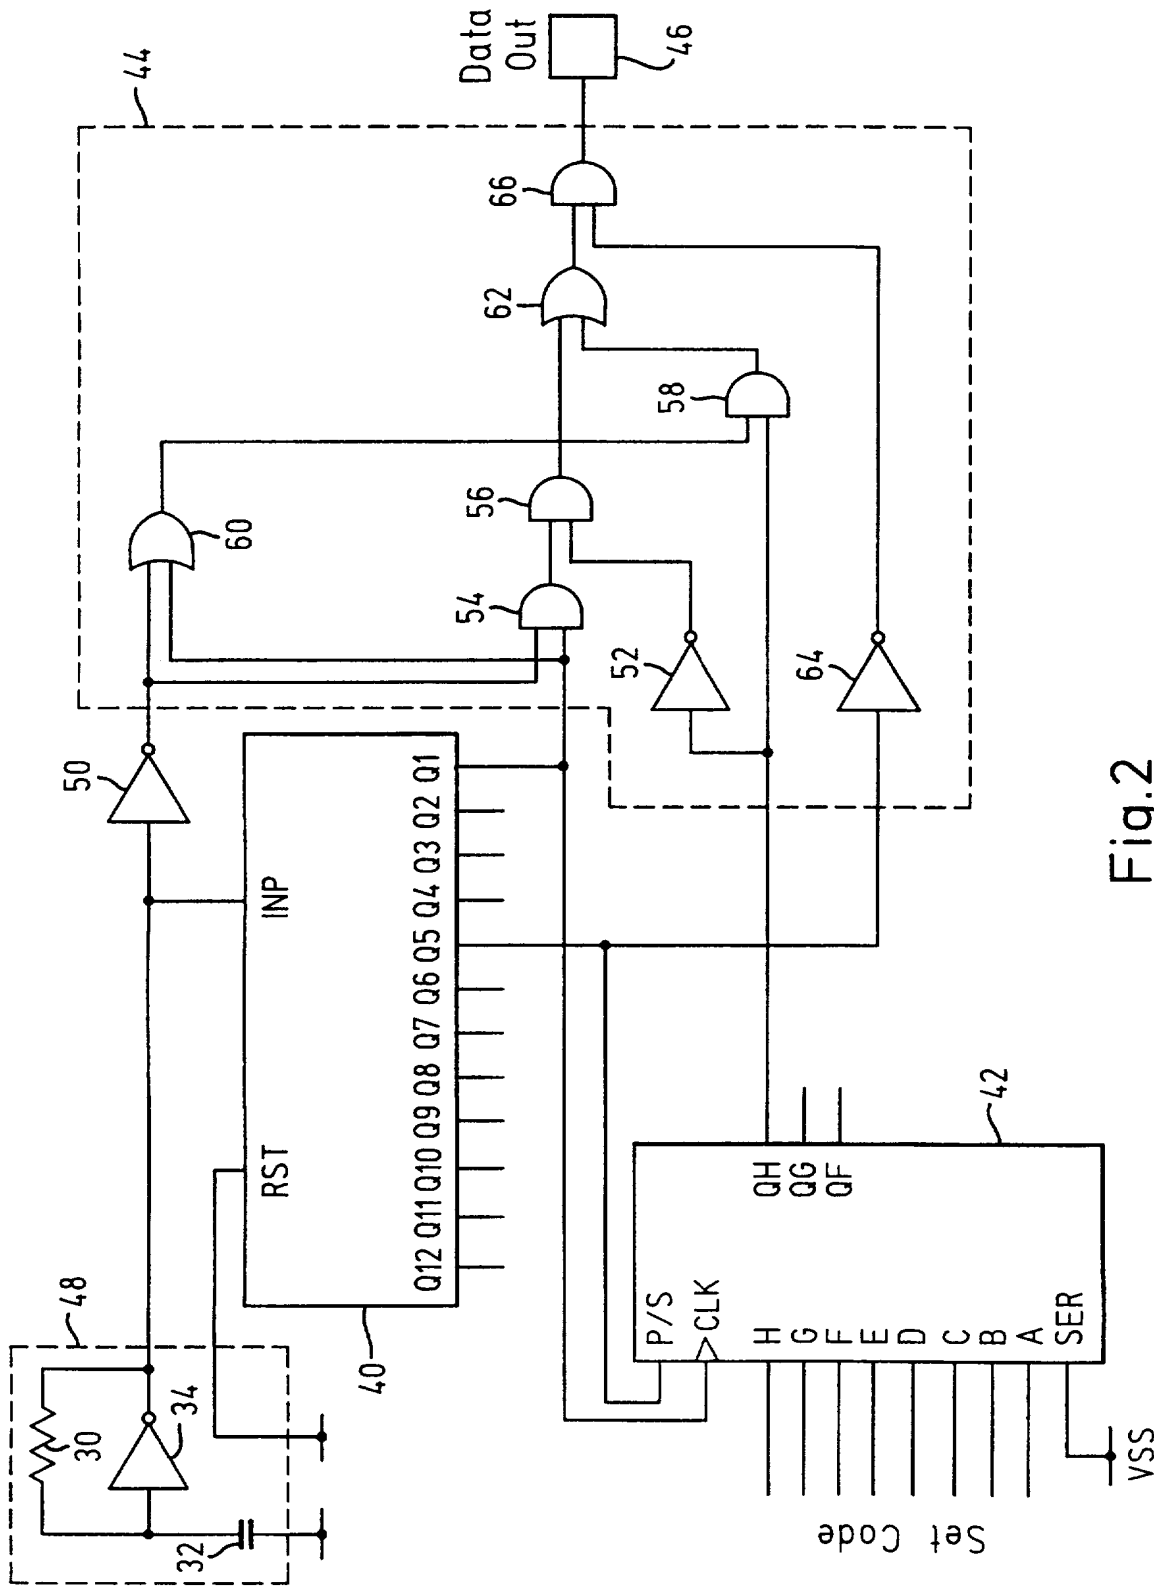 48
30
34
32
50
44
60
INP
RST
40
Q12 Q11 Q10 Q9 Q8 Q7 Q6 Q5 Q4 Q3 Q2 Q1
54
56
52
58
62
64
66
Data
Out
46
P/S
CLK
H
G
F
E
D
C
B
A
SER
QH
QG
QF
42
Set Code
VSS
Fig.2